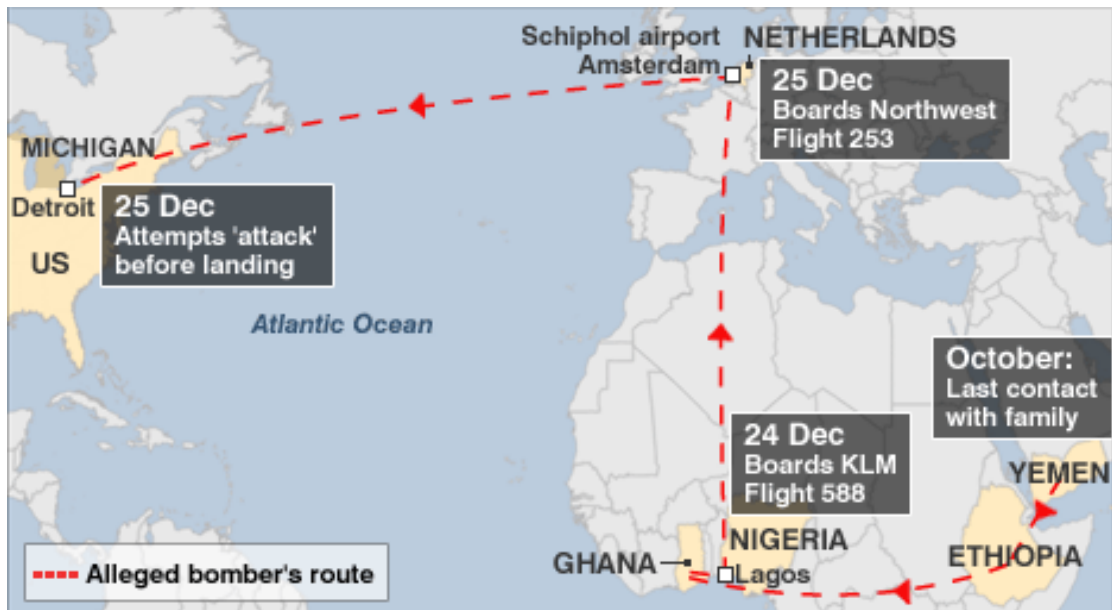 Schiphol airport
Amsterdam
NETHERLANDS
25 Dec
Boards Northwest
Flight 253
MICHIGAN
Detroit
25 Dec
Attempts 'attack'
before landing
US
Atlantic Ocean
October:
Last contact
with family
24 Dec
Boards KLM
Flight 588
YEMEN
NIGERIA
ETHIOPIA
GHANA
Lagos
Alleged bomber's route